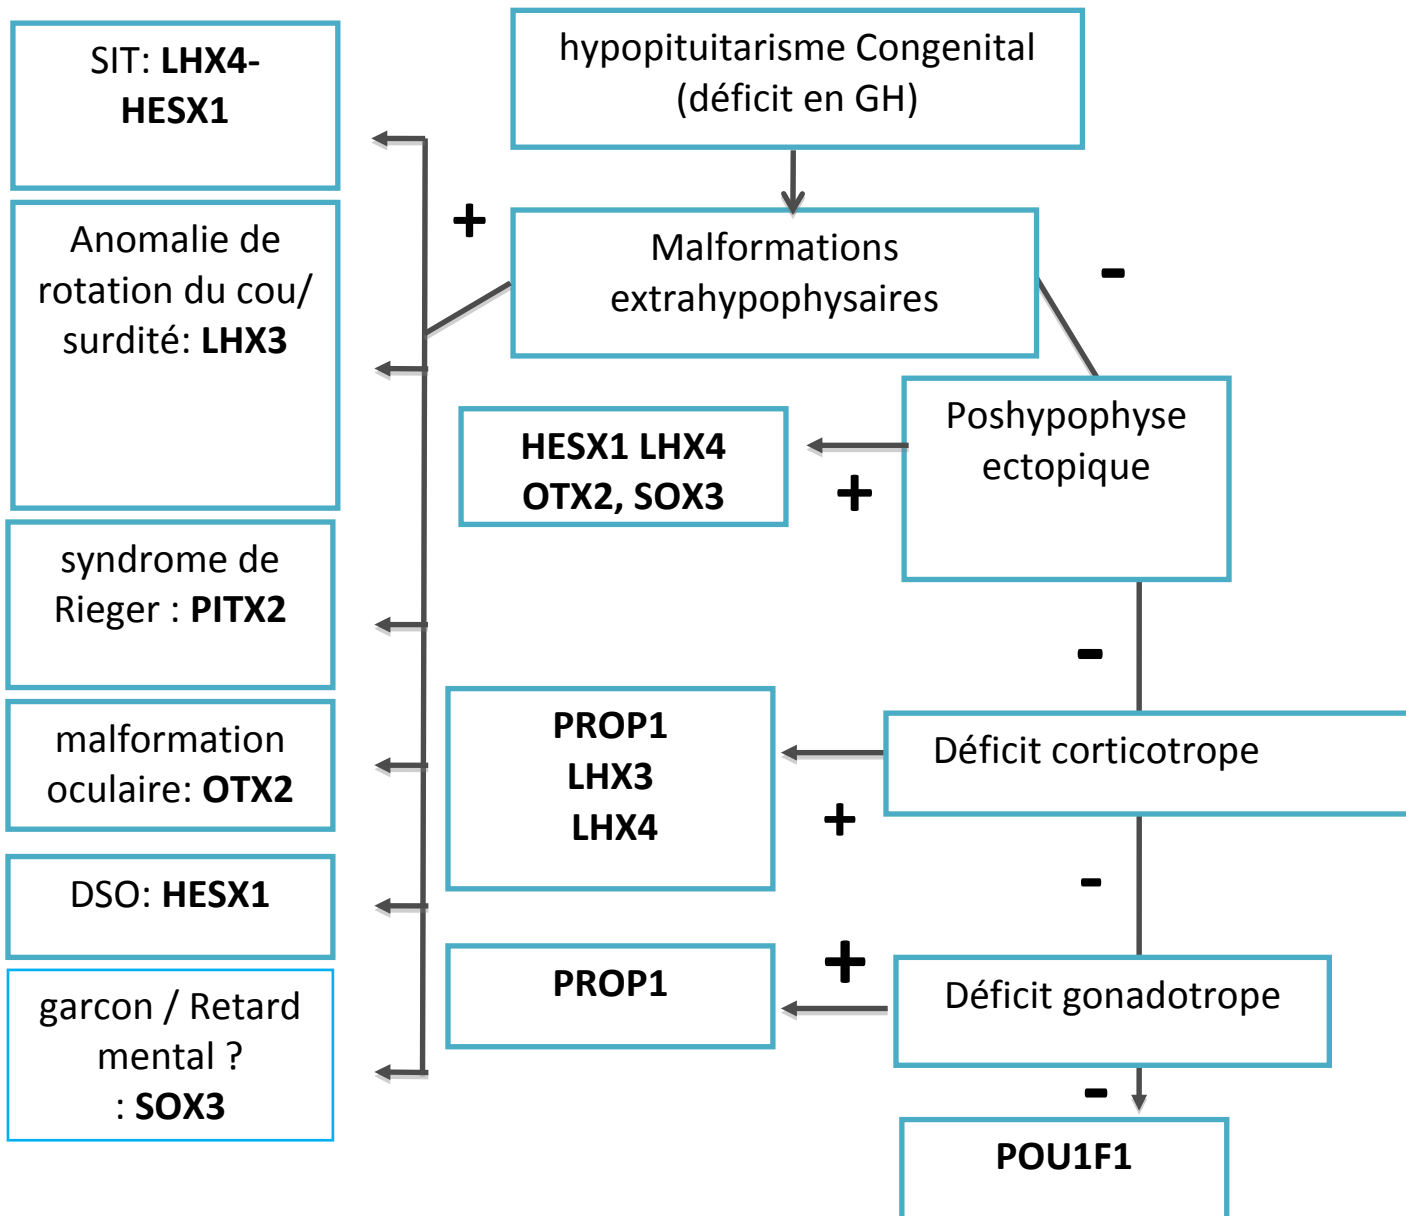 hypopituitarisme Congenital
(déficit en GH)
SIT: LHX4-
HESX1
+
Malformations
extrahypophysaires
-
Anomalie de
rotation du cou/
surdité: LHX3
Poshypophyse
ectopique
HESX1 LHX4
OTX2, SOX3
+
syndrome de
Rieger : PITX2
-
malformation
oculaire: OTX2
PROP1
LHX3
LHX4
+
Déficit corticotrope
-
DSO: HESX1
PROP1
+
Déficit gonadotrope
garcon / Retard
mental ?
: SOX3
-
POU1F1